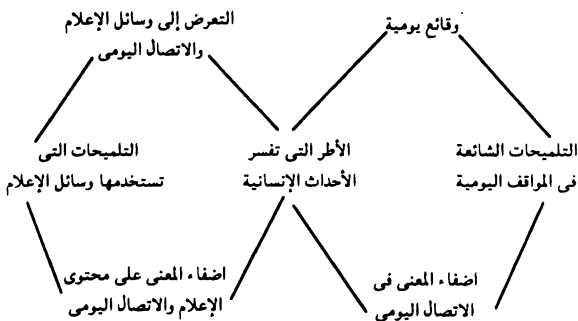 وقائع يومية
التعرض إلى وسائل الإعلام
والاتصال اليومى
التلميحات الشائعة
فى المواقف اليومية
الأطر التى تفسر
الأحداث الإنسانية
التلميحات التى
تستخدمها وسائل الإعلام
اضفاء المعنى فى
الاتصال اليومى
اضفاء المعنى على محتوى
الإعلام والاتصال اليومى